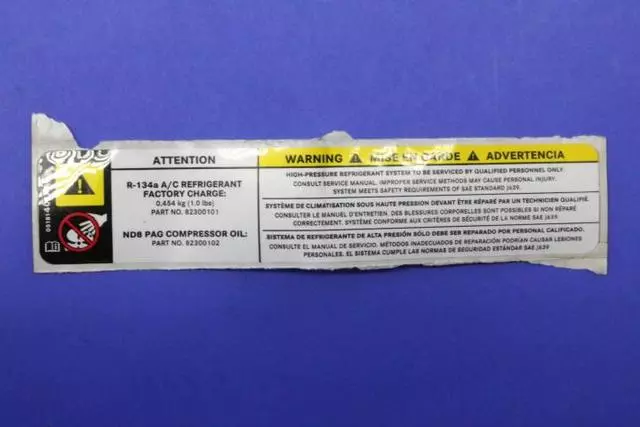 ATTENTION
R-134a A/C REFRIGERANT
FACTORY CHARGE:
0,454 kg (1.0 lbs)
PART NO. 82300101
ND8 PAG COMPRESSOR OIL:
PART NO. 82300102
WARNING MISE EN GARDE ADVERTENCIA
HIGH-PRESSURE REFRIGERANT SYSTEM TO BE SERVICED BY QUALIFIED PERSONNEL ONLY.
CONSULT SERVICE MANUAL. IMPROPER SERVICE METHODS MAY CAUSE PERSONAL INJURY.
SYSTEM MEETS SAFETY REQUIREMENTS OF SAE STANDARD J639.
SYSTÈME DE CLIMATISATION SOUS HAUTE PRESSION DEVANT ÊTRE RÉPARÉ PAR UN TECHNICIEN QUALIFIÉ.
CONSULTER LE MANUEL D'ENTRETIEN. DES BLESSURES CORPORELLES SONT POSSIBLES SI NON RÉPARÉ
CORRECTEMENT. SYSTÈME CONFORME AUX CRITÈRES DE SÉCURITÉ DE LA NORME SAE J639.
SISTEMA DE REFRIGERANTE DE ALTA PRESIÓN SÓLO DEBE SER REPARADO POR PERSONAL CALIFICADO.
CONSULTE EL MANUAL DE SERVICIO. MÉTODOS INADECUADOS DE REPARACIÓN PODRÍAN CAUSAR LESIONES
PERSONALES. EL SISTEMA CUMPLE LAS NORMAS DE SEGURIDAD ESTÁNDAR SAE J639